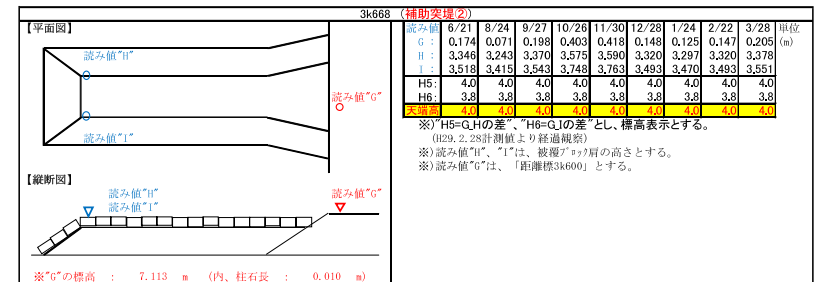 3k668 (補助突堤②)
【平面図】
読み値"H"
読み値"G"
読み値"I"
【縦断図】
読み値"H"
読み値"I"
読み値"G"
※"G"の標高 : 7.113 m (内、柱石長 : 0.010 m)
読み値 6/21 8/24 9/27 10/26 11/30 12/28 1/24 2/22 3/28 単位
G : 0.174 0.071 0.198 0.403 0.418 0.148 0.125 0.147 0.205 (m)
H : 3.346 3.243 3.370 3.575 3.590 3.320 3.297 3.320 3.378
I : 3.518 3.415 3.543 3.748 3.763 3.493 3.470 3.493 3.551
H5: 4.0 4.0 4.0 4.0 4.0 4.0 4.0 4.0 4.0
H6: 3.8 3.8 3.8 3.8 3.8 3.8 3.8 3.8 3.8
天端高 4.0 4.0 4.0 4.0 4.0 4.0 4.0 4.0 4.0
※)"H5=G_Hの差"、"H6=G_Iの差"とし、標高表示とする。
(H29.2.28計測値より経過観察)
※)読み値"H"、"I"は、被覆ブロック肩の高さとする。
※)読み値"G"は、「距離標3k600」とする。